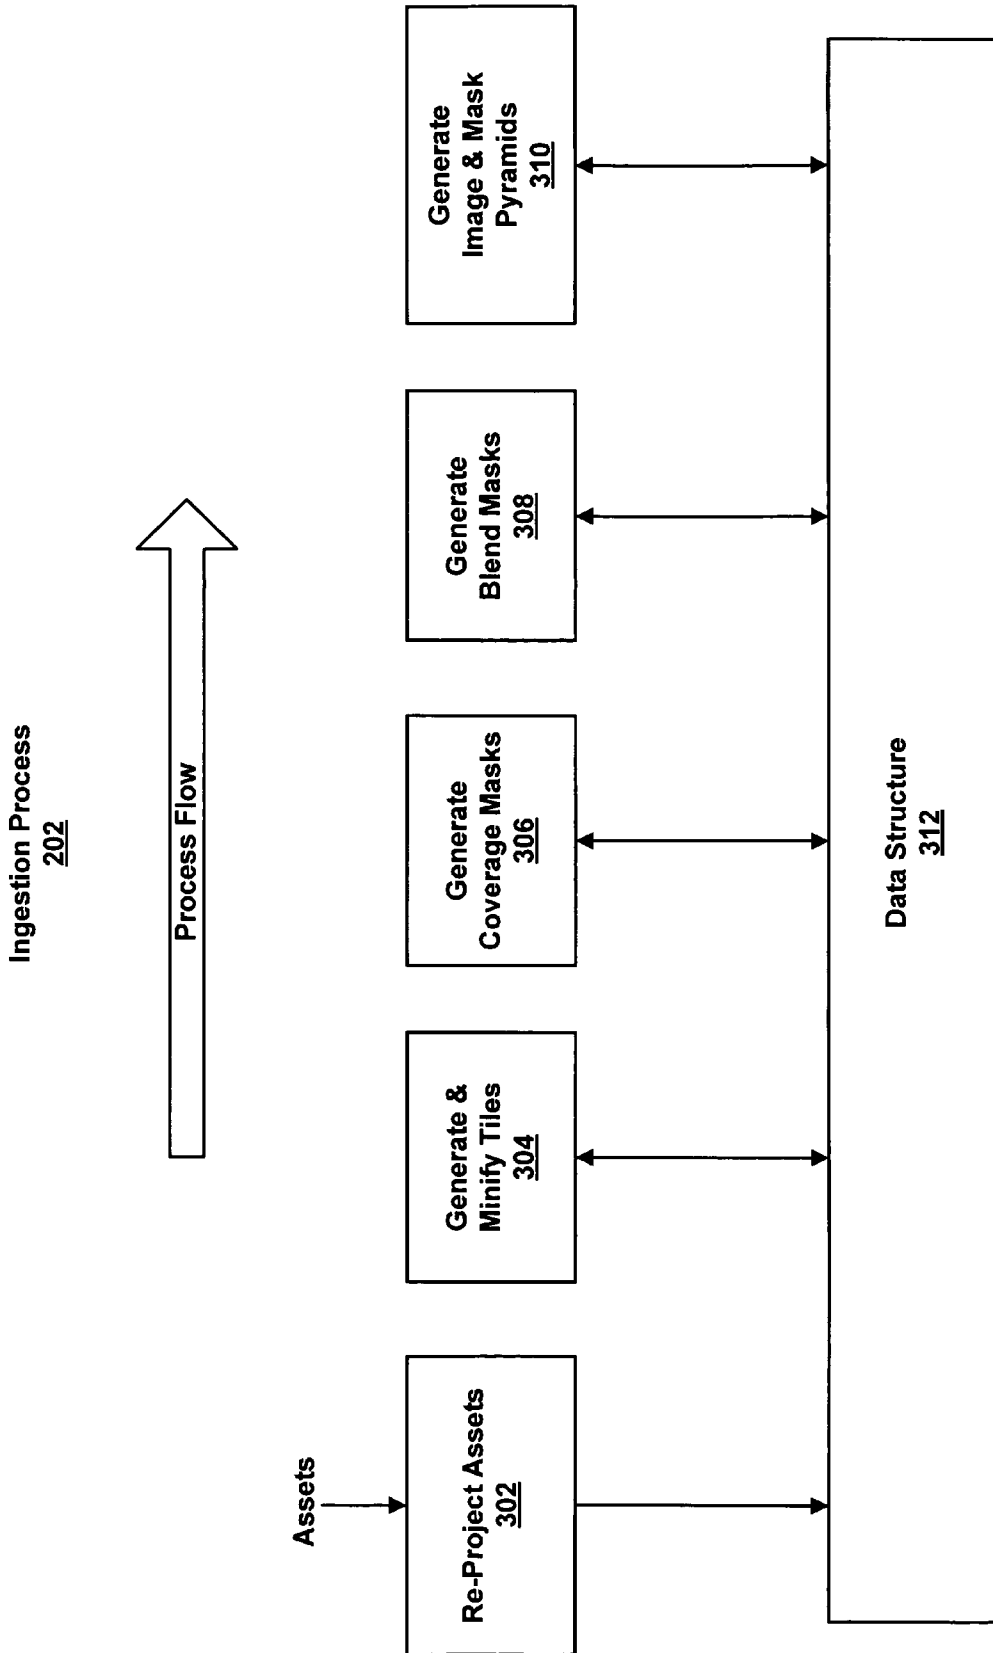 Ingestion Process
202
Process Flow
Assets
Re-Project Assets
302
Generate &
Minify Tiles
304
Generate
Coverage Masks
306
Generate
Blend Masks
308
Generate
Image & Mask
Pyramids
310
Data Structure
312